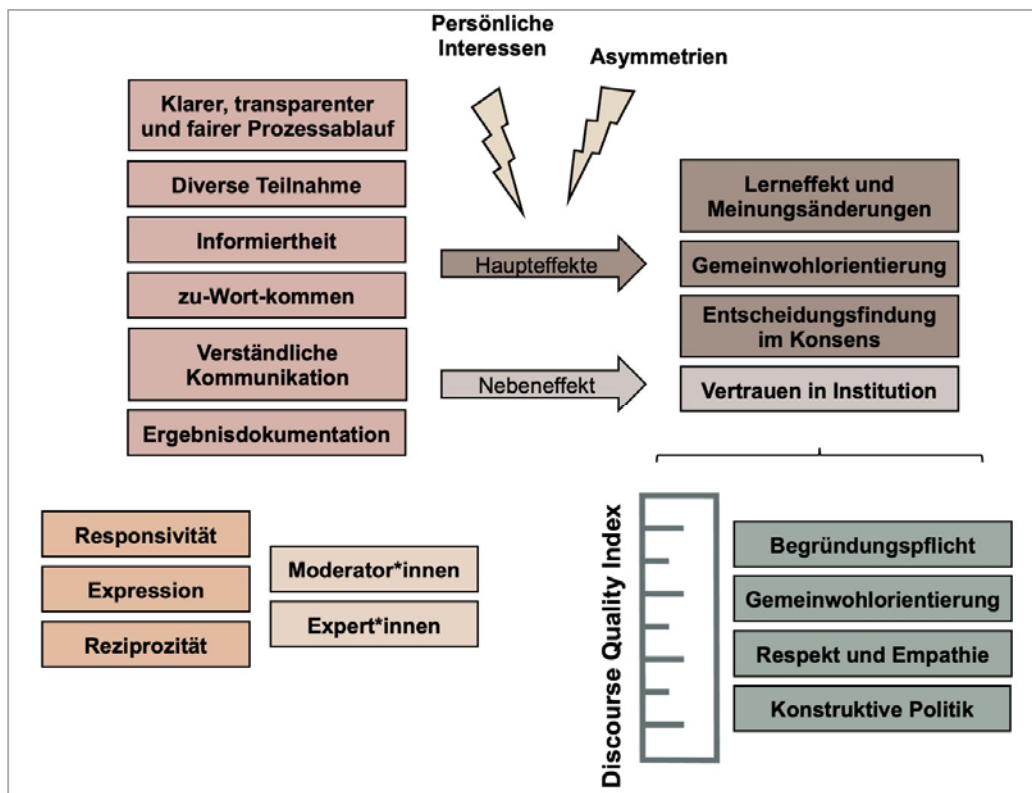 Persönliche
Interessen
Asymmetrien
Klarer, transparenter
und fairer Prozessablauf
Diverse Teilnahme
Informiertheit
zu-Wort-kommen
Verständliche
Kommunikation
Ergebnisdokumentation
Haupteffekte
Nebeneffekt
Lerneffekt und
Meinungsänderungen
Gemeinwohlorientierung
Entscheidungsfindung
im Konsens
Vertrauen in Institution
Responsivität
Expression
Reziprozität
Moderator*innen
Expert*innen
Discourse Quality Index
Begründungspflicht
Gemeinwohlorientierung
Respekt und Empathie
Konstruktive Politik